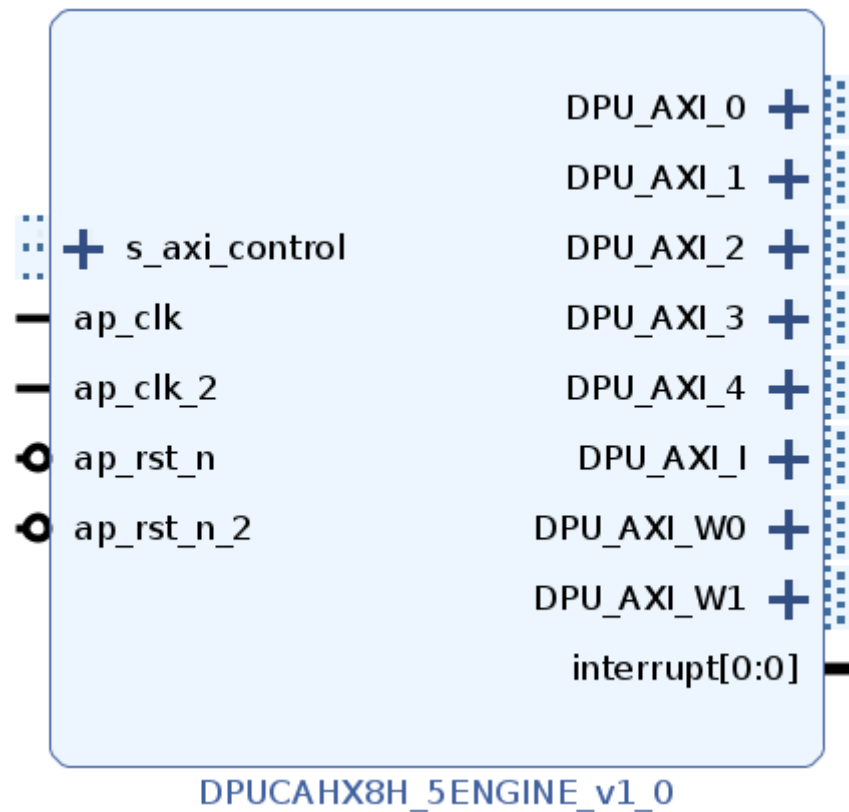 DPU_AXI_0
DPU_AXI_1
s_axi_control DPU_AXI_2
ap_clk DPU_AXI_3
ap_clk_2 DPU_AXI_4
ap_rst_n DPU_AXI_I
ap_rst_n_2 DPU_AXI_W0
DPU_AXI_W1
interrupt[0:0]
DPUCAHX8H_5ENGINE_v1_0